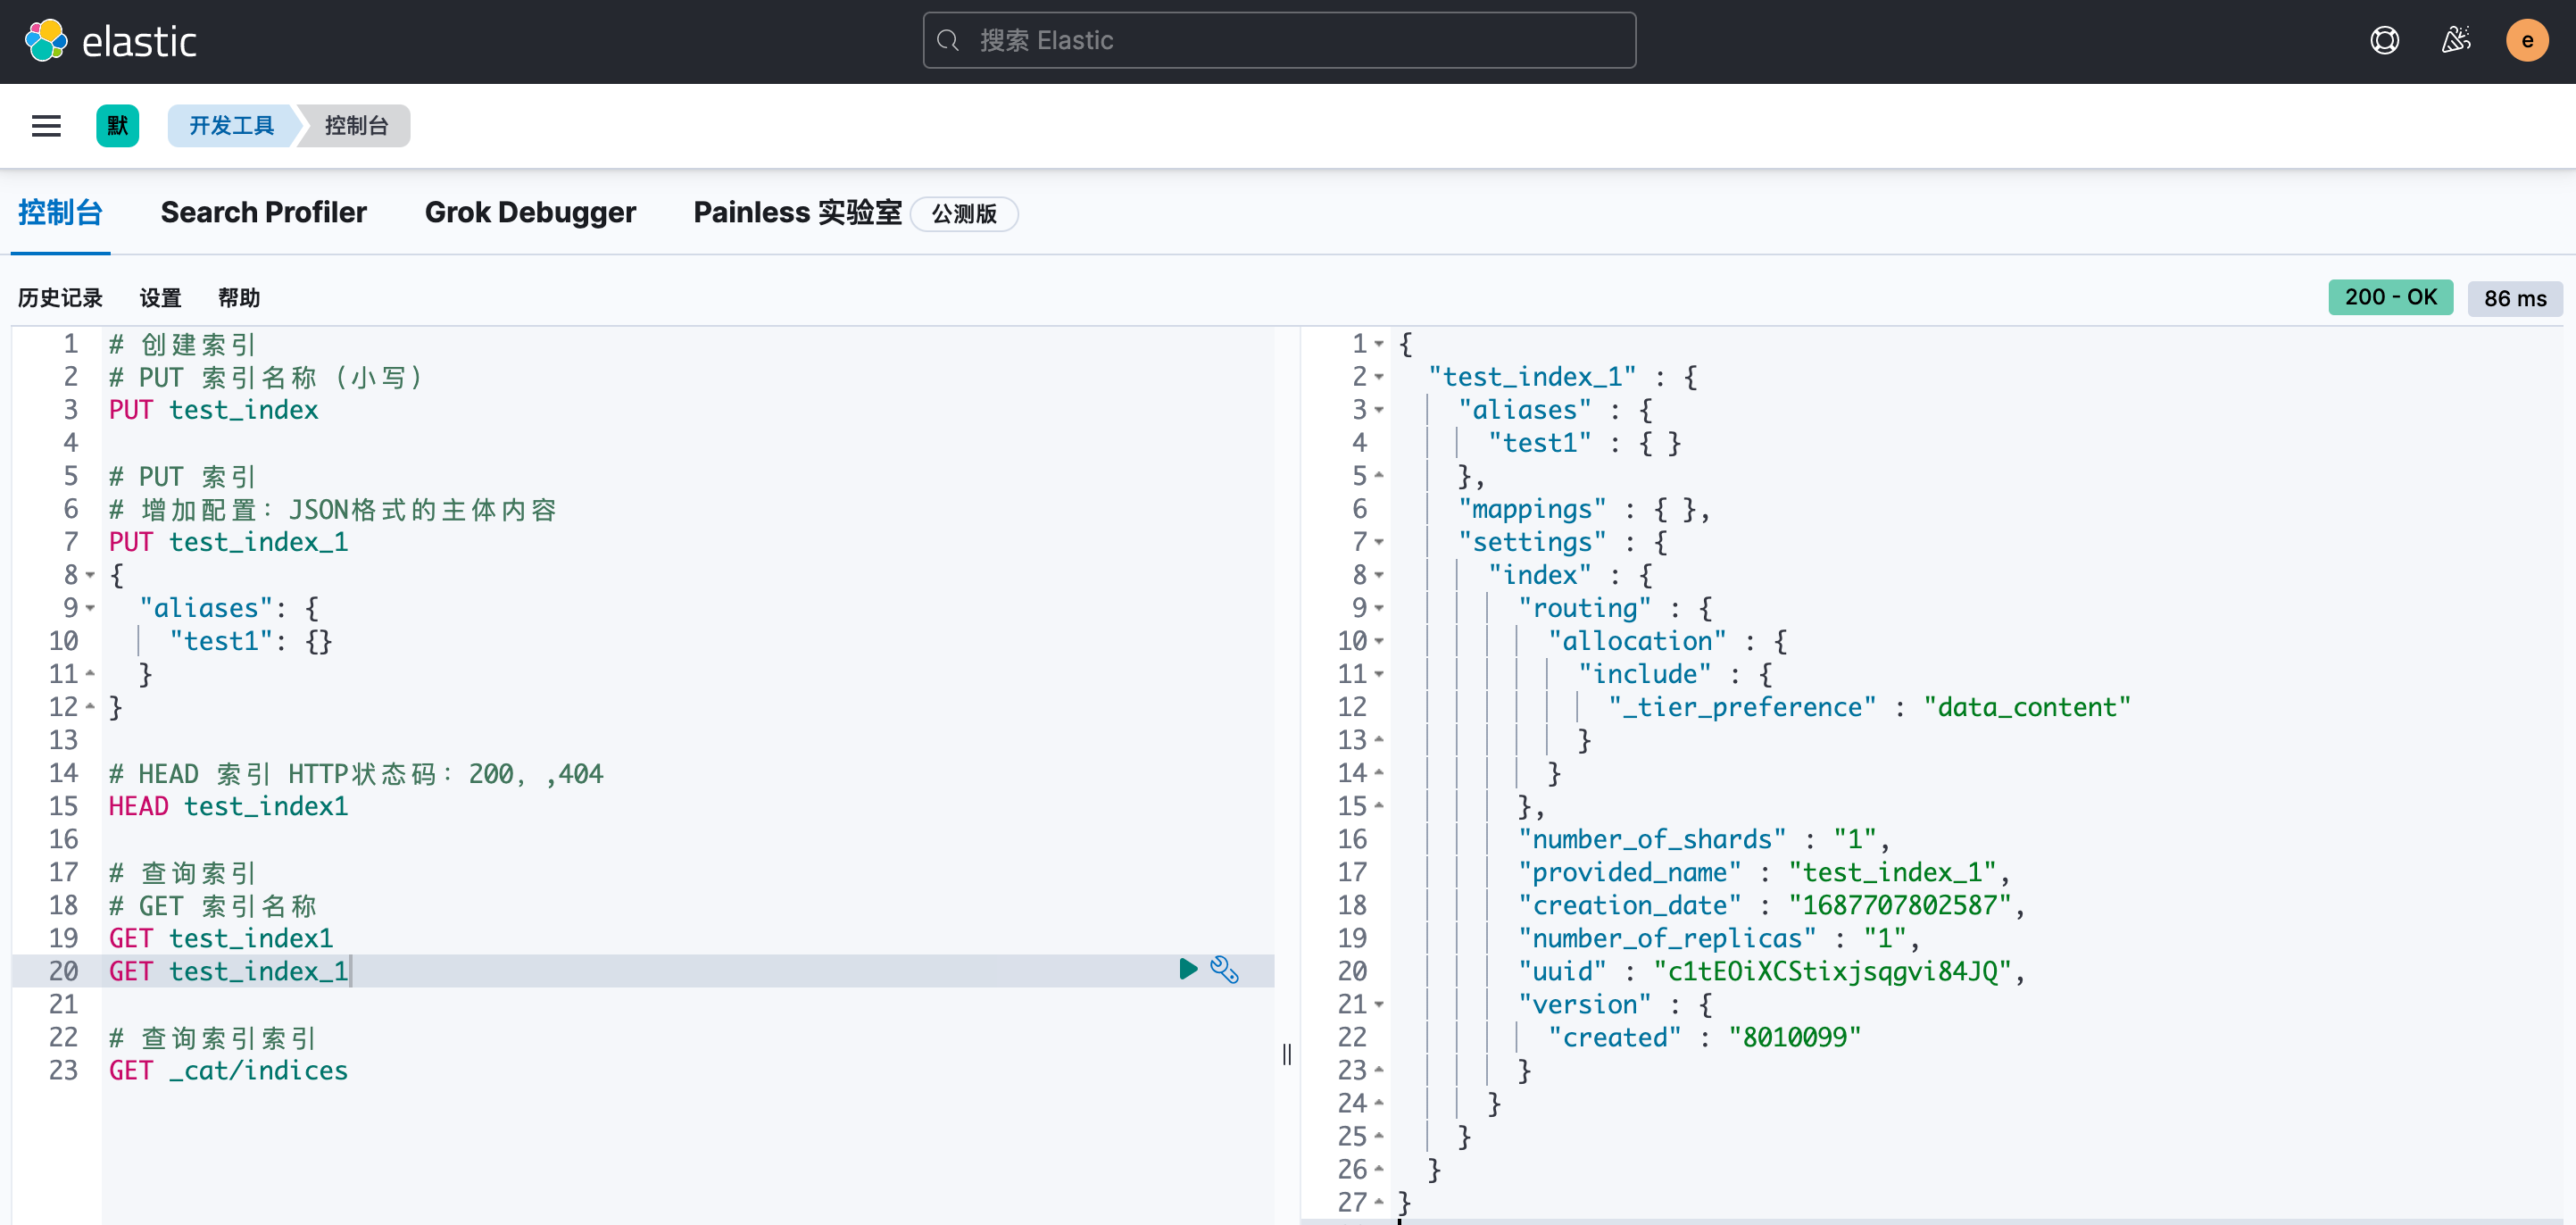 elastic
搜索 Elastic
e
默
开发工具
控制台
控制台
Search Profiler
Grok Debugger
Painless 实验室
公测版
历史记录
设置
帮助
200 - OK
86 ms
1 # 创建索引
2 # PUT 索引名称（小写）
3 PUT test_index
4
5 # PUT 索引
6 # 增加配置：JSON格式的主体内容
7 PUT test_index_1
8 {
9   "aliases": {
10     "test1": {}
11   }
12 }
13
14 # HEAD 索引 HTTP状态码：200，,404
15 HEAD test_index1
16
17 # 查询索引
18 # GET 索引名称
19 GET test_index1
20 GET test_index_1
21
22 # 查询索引索引
23 GET _cat/indices
1 {
2   "test_index_1" : {
3     "aliases" : {
4       "test1" : { }
5     },
6     "mappings" : { },
7     "settings" : {
8       "index" : {
9         "routing" : {
10           "allocation" : {
11             "include" : {
12               "_tier_preference" : "data_content"
13             }
14           }
15         },
16         "number_of_shards" : "1",
17         "provided_name" : "test_index_1",
18         "creation_date" : "1687707802587",
19         "number_of_replicas" : "1",
20         "uuid" : "c1tEOiXCStixjsqgvi84JQ",
21         "version" : {
22           "created" : "8010099"
23         }
24       }
25     }
26   }
27 }